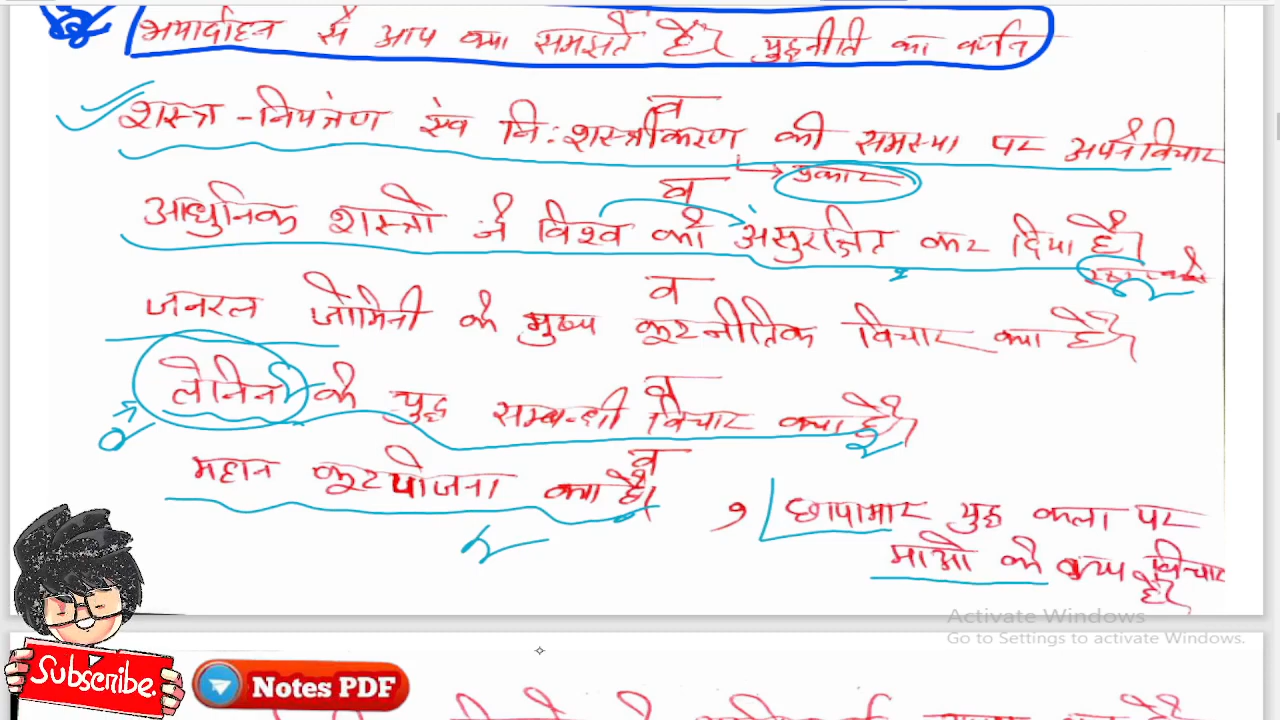 भयादोहन से आप क्या समझते हैं। युद्धनीति का वर्णन
शस्त्र-नियंत्रण एंव नि:शस्त्रीकरण की समस्या पर अपने विचार
व
प्रकार
व
आधुनिक शस्त्रो ने विश्व को असुरक्षित कर दिया है।
व
जनरल जोमिनी के मुख्य कूटनीतिक विचार क्या है।
लेनिन के युद्ध सम्बन्धी विचार क्या है।
व
महान कूटयोजना क्या है।
व
छापामार युद्ध कला पर
माओ के क्या विचार
है।
Activate Windows
Go to Settings to activate Windows.
Subscribe.
Notes PDF